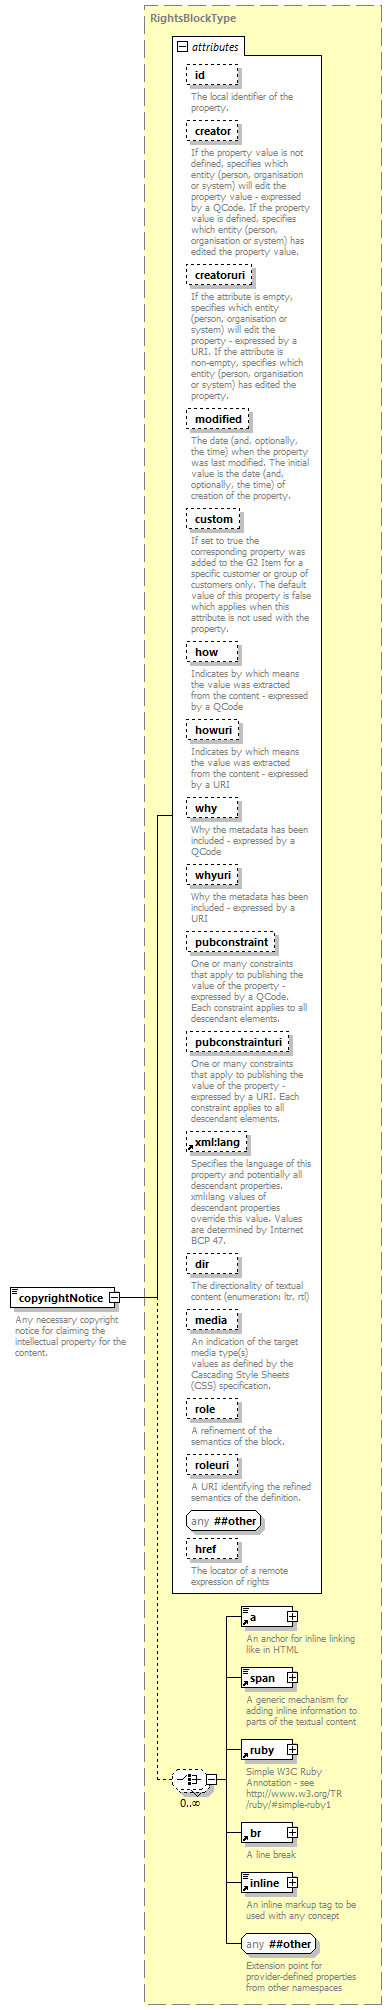 RightsBlockType
attributes
id
The local identifier of the
property.
creator
If the property value is not
defined, specifies which
entity (person, organisation
or system) will edit the
property value - expressed
by a QCode. If the property
value is defined, specifies
which entity (person,
organisation or system) has
edited the property value.
creatoruri
If the attribute is empty,
specifies which entity
(person, organisation or
system) will edit the
property - expressed by a
URI. If the attribute is
non-empty, specifies which
entity (person, organisation
or system) has edited the
property.
modified
The date (and, optionally,
the time) when the property
was last modified. The initial
value is the date (and,
optionally, the time) of
creation of the property.
custom
If set to true the
corresponding property was
added to the G2 Item for a
specific customer or group of
customers only. The default
value of this property is false
which applies when this
attribute is not used with the
property.
how
Indicates by which means
the value was extracted
from the content - expressed
by a QCode
howuri
Indicates by which means
the value was extracted
from the content - expressed
by a URI
why
Why the metadata has been
included - expressed by a
QCode
whyuri
Why the metadata has been
included - expressed by a
URI
pubconstraint
One or many constraints
that apply to publishing the
value of the property -
expressed by a QCode.
Each constraint applies to all
descendant elements.
pubconstrainturi
One or many constraints
that apply to publishing the
value of the property -
expressed by a URI. Each
constraint applies to all
descendant elements.
xml:lang
Specifies the language of this
property and potentially all
descendant properties.
xml:lang values of
descendant properties
override this value. Values
are determined by Internet
BCP 47.
dir
The directionality of textual
content (enumeration: ltr, rtl)
copyrightNotice
Any necessary copyright
notice for claiming the
intellectual property for the
content.
media
An indication of the target
media type(s)
values as defined by the
Cascading Style Sheets
(CSS) specification.
role
A refinement of the
semantics of the block.
roleuri
A URI identifying the refined
semantics of the definition.
any ##other
href
The locator of a remote
expression of rights
a
An anchor for inline linking
like in HTML
span
A generic mechanism for
adding inline information to
parts of the textual content
ruby
Simple W3C Ruby
Annotation - see
http://www.w3.org/TR
/ruby/#simple-ruby1
0..∞
br
A line break
inline
An inline markup tag to be
used with any concept
any ##other
Extension point for
provider-defined properties
from other namespaces